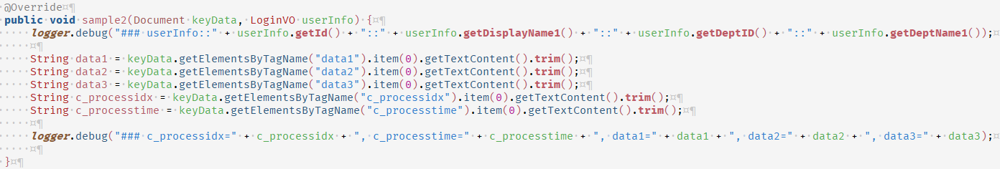 @Override
public void sample2(Document keyData, LoginVO userInfo) {
    logger.debug("### userInfo::" + userInfo.getId() + "::" + userInfo.getDisplayName1() + "::" + userInfo.getDeptID() + "::" + userInfo.getDeptName1());
    
    String data1 = keyData.getElementsByTagName("data1").item(0).getTextContent().trim();
    String data2 = keyData.getElementsByTagName("data2").item(0).getTextContent().trim();
    String data3 = keyData.getElementsByTagName("data3").item(0).getTextContent().trim();
    String c_processidx = keyData.getElementsByTagName("c_processidx").item(0).getTextContent().trim();
    String c_processtime = keyData.getElementsByTagName("c_processtime").item(0).getTextContent().trim();
    
    logger.debug("### c_processidx=" + c_processidx + ", c_processtime=" + c_processtime + ", data1=" + data1 + ", data2=" + data2 + ", data3=" + data3);
    
}